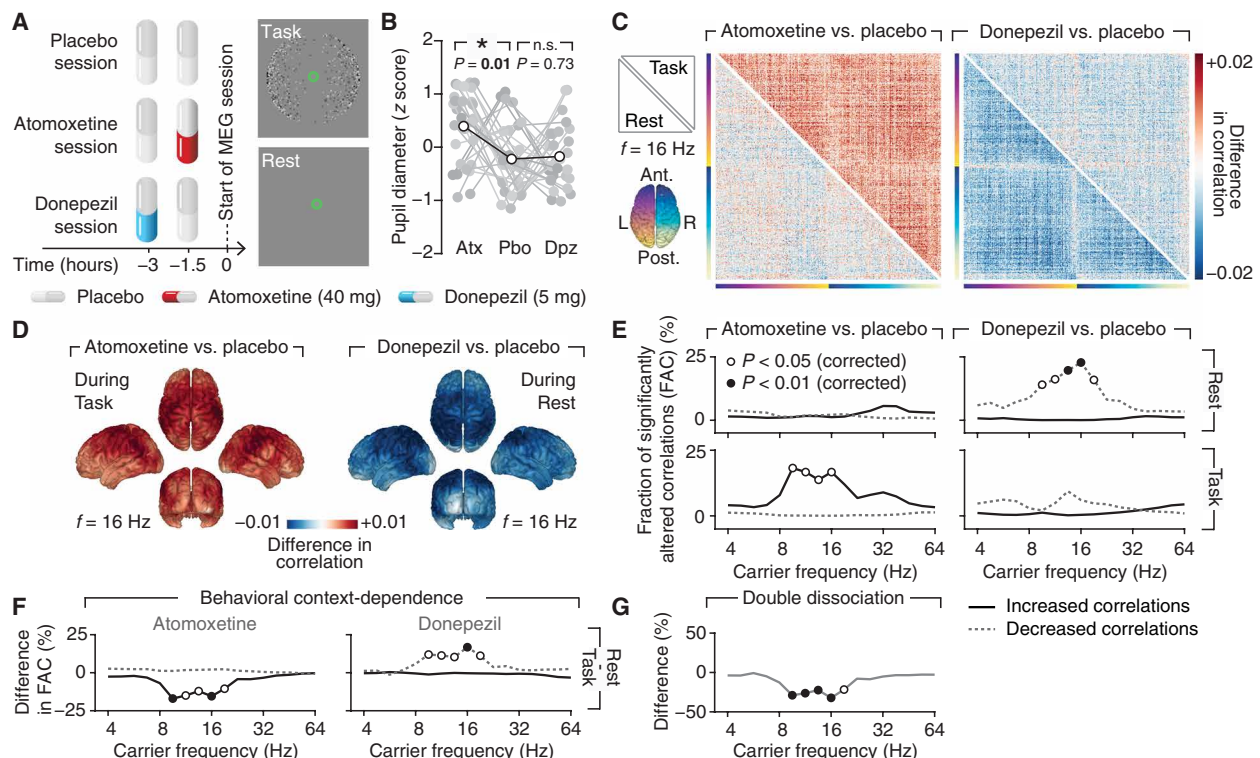 A
Placebo
session
Atomoxetine
session
Donepezil
session
Start of MEG session
Time (hours)
−3
−1.5
0
Task
Rest
Placebo
Atomoxetine (40 mg)
Donepezil (5 mg)
B
Pupil diameter (z score)
2
1
0
−1
−2
*
n.s.
P = 0.01
P = 0.73
Atx
Pbo
Dpz
C
Atomoxetine vs. placebo
Donepezil vs. placebo
Task
Rest
f = 16 Hz
Ant.
L
R
Post.
+0.02
−0.02
Difference
in correlation
D
Atomoxetine vs. placebo
Donepezil vs. placebo
During
Task
During
Rest
f = 16 Hz
−0.01
+0.01
f = 16 Hz
Difference in
correlation
E
Atomoxetine vs. placebo
Donepezil vs. placebo
Fraction of significantly
altered correlations (FAC) (%)
25
0
P < 0.05 (corrected)
P < 0.01 (corrected)
25
0
Rest
25
0
25
0
Task
4 8 16 32 64
4 8 16 32 64
Carrier frequency (Hz)
Carrier frequency (Hz)
Increased correlations
Decreased correlations
F
Behavioral context-dependence
Atomoxetine
Donepezil
Difference
in FAC (%)
25
0
−25
Rest -
Task
4 8 16 32 64
4 8 16 32 64
Carrier frequency (Hz)
Carrier frequency (Hz)
G
Double dissociation
Difference (%)
50
0
−50
4 8 16 32 64
Carrier frequency (Hz)